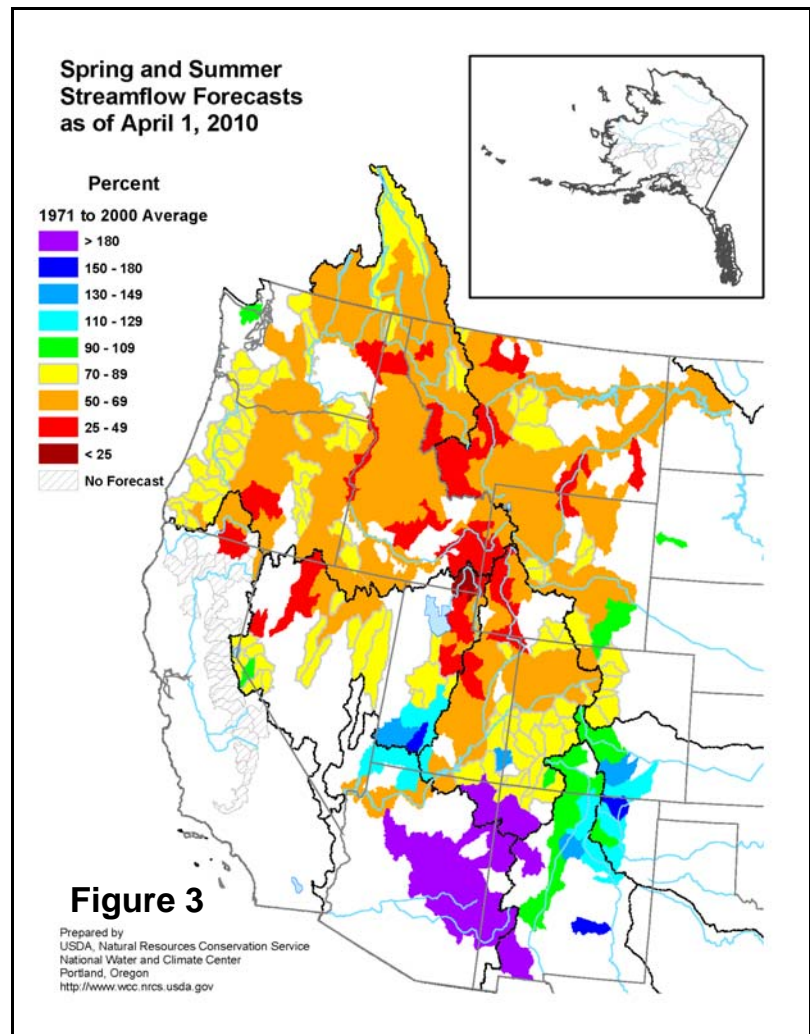 Spring and Summer
Streamflow Forecasts
as of April 1, 2010
Percent
1971 to 2000 Average
> 180
150 - 180
130 - 149
110 - 129
90 - 109
70 - 89
50 - 69
25 - 49
< 25
No Forecast
Figure 3
Prepared by
USDA, Natural Resources Conservation Service
National Water and Climate Center
Portland, Oregon
http://www.wcc.nrcs.usda.gov